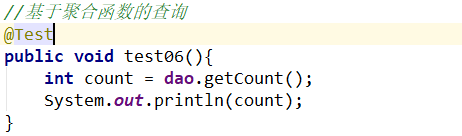 //基于聚合函数的查询
@Test
public void test06(){
    int count = dao.getCount();
    System.out.println(count);
}